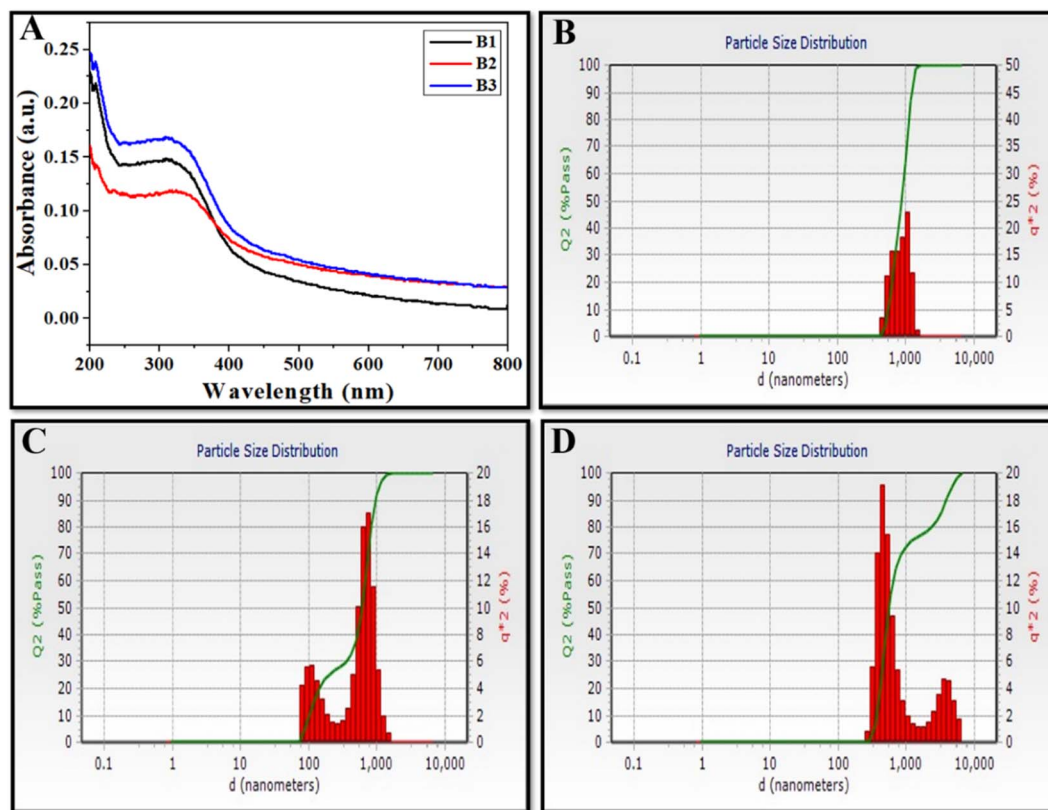 A
B1
B2
B3
0.25
0.20
0.15
0.10
0.05
0.00
Absorbance (a.u.)
200 300 400 500 600 700 800
Wavelength (nm)
B
Particle Size Distribution
100
90
80
70
60
50
40
30
20
10
0
Q2 (%Pass)
50
45
40
35
30
25
20
15
10
5
0
q*2 (%)
0.1 1 10 100 1,000 10,000
d (nanometers)
C
Particle Size Distribution
100
90
80
70
60
50
40
30
20
10
0
Q2 (%Pass)
20
18
16
14
12
10
8
6
4
2
0
q*2 (%)
0.1 1 10 100 1,000 10,000
d (nanometers)
D
Particle Size Distribution
100
90
80
70
60
50
40
30
20
10
0
Q2 (%Pass)
20
18
16
14
12
10
8
6
4
2
0
q*2 (%)
0.1 1 10 100 1,000 10,000
d (nanometers)